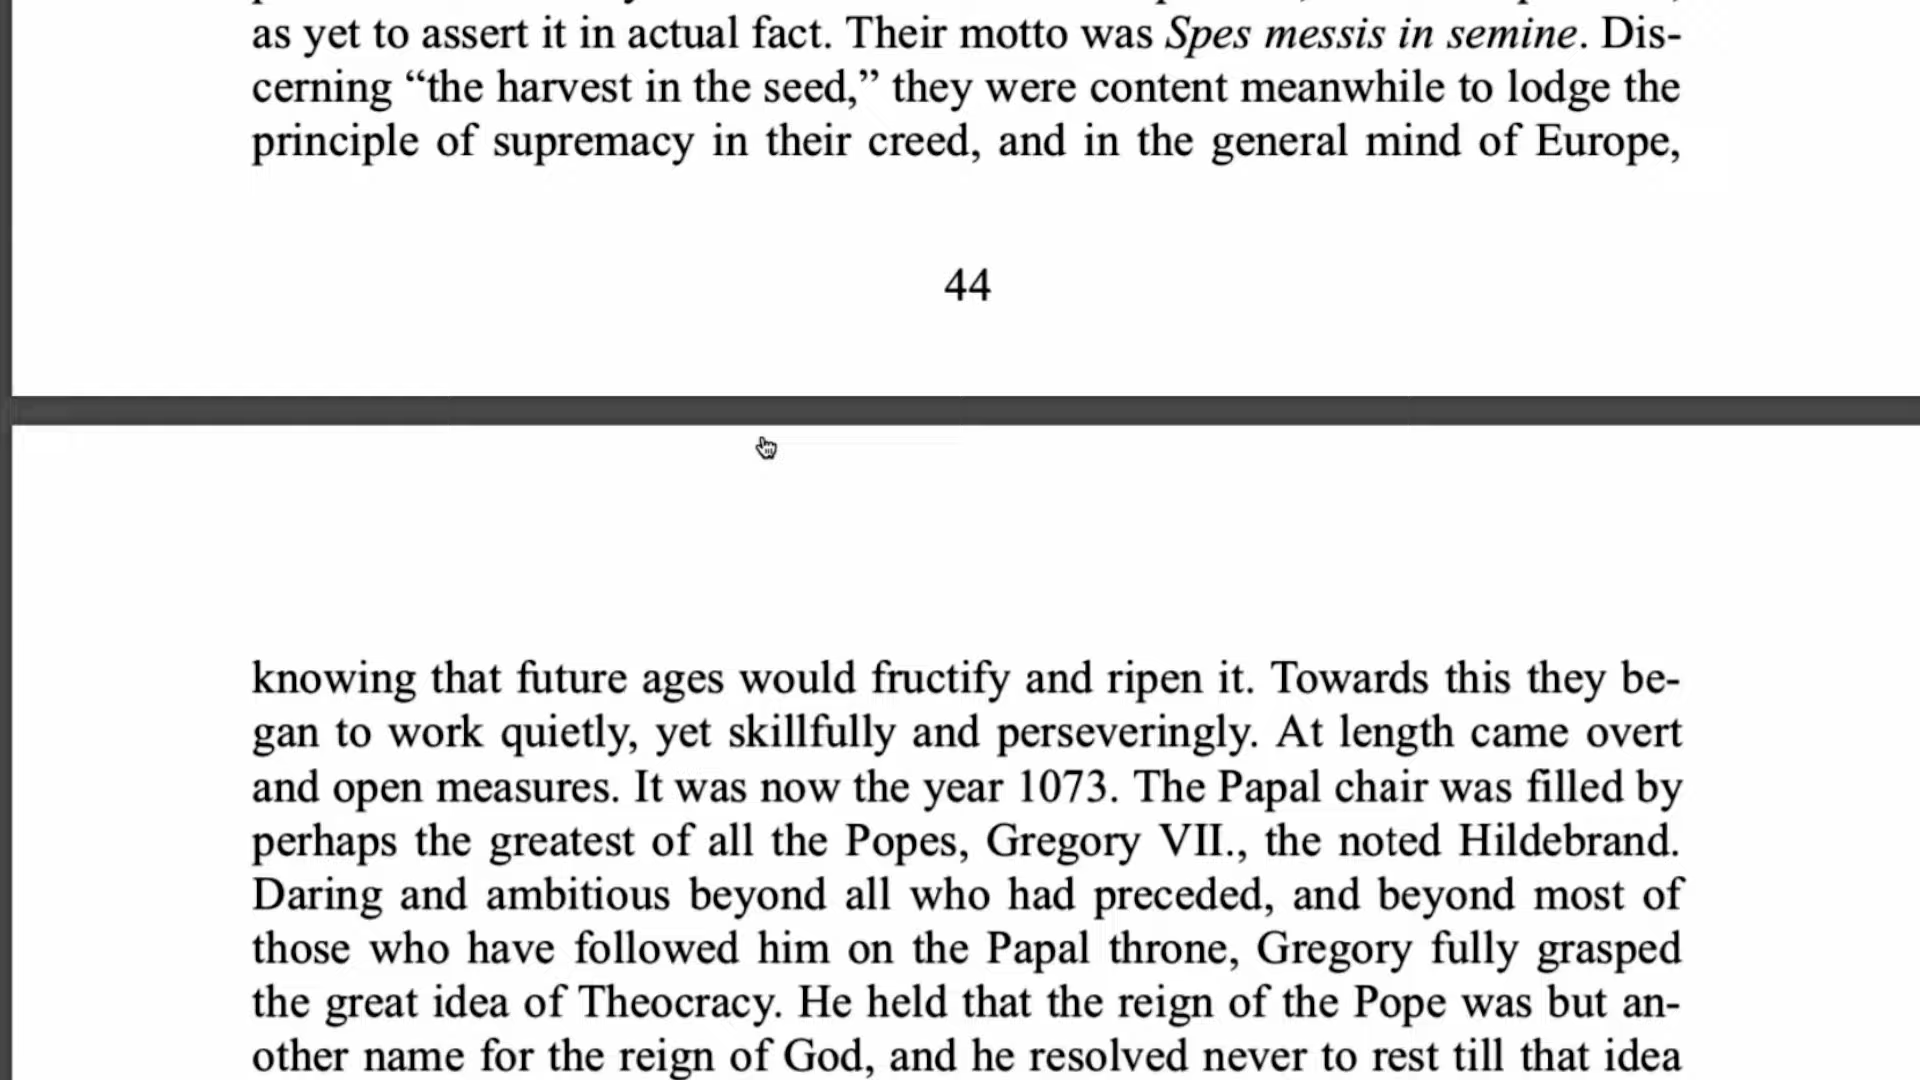 as yet to assert it in actual fact. Their motto was Spes messis in semine. Dis-
cerning “the harvest in the seed,” they were content meanwhile to lodge the
principle of supremacy in their creed, and in the general mind of Europe,
44
knowing that future ages would fructify and ripen it. Towards this they be-
gan to work quietly, yet skillfully and perseveringly. At length came overt
and open measures. It was now the year 1073. The Papal chair was filled by
perhaps the greatest of all the Popes, Gregory VII., the noted Hildebrand.
Daring and ambitious beyond all who had preceded, and beyond most of
those who have followed him on the Papal throne, Gregory fully grasped
the great idea of Theocracy. He held that the reign of the Pope was but an-
other name for the reign of God, and he resolved never to rest till that idea